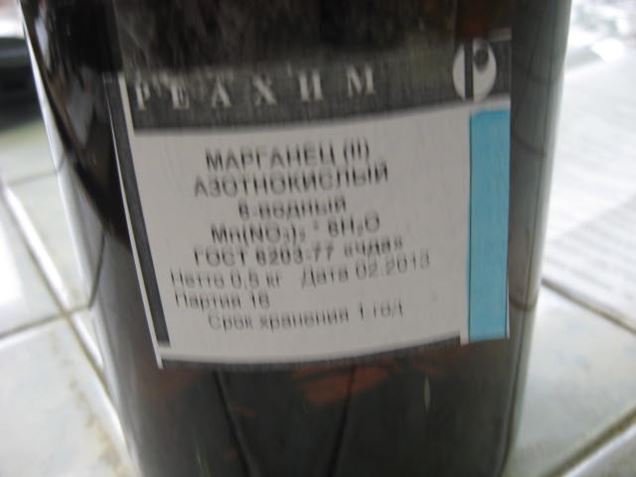 РЕАХИМ
МАРГАНЕЦ (II)
АЗОТНОКИСЛЫЙ
6-водный
Mn(NO₃)₂ * 6H₂O
ГОСТ 6203-77 «чда»
Нетто 0,5 кг Дата 02.2013
Партия 16
Срок хранения 1 год